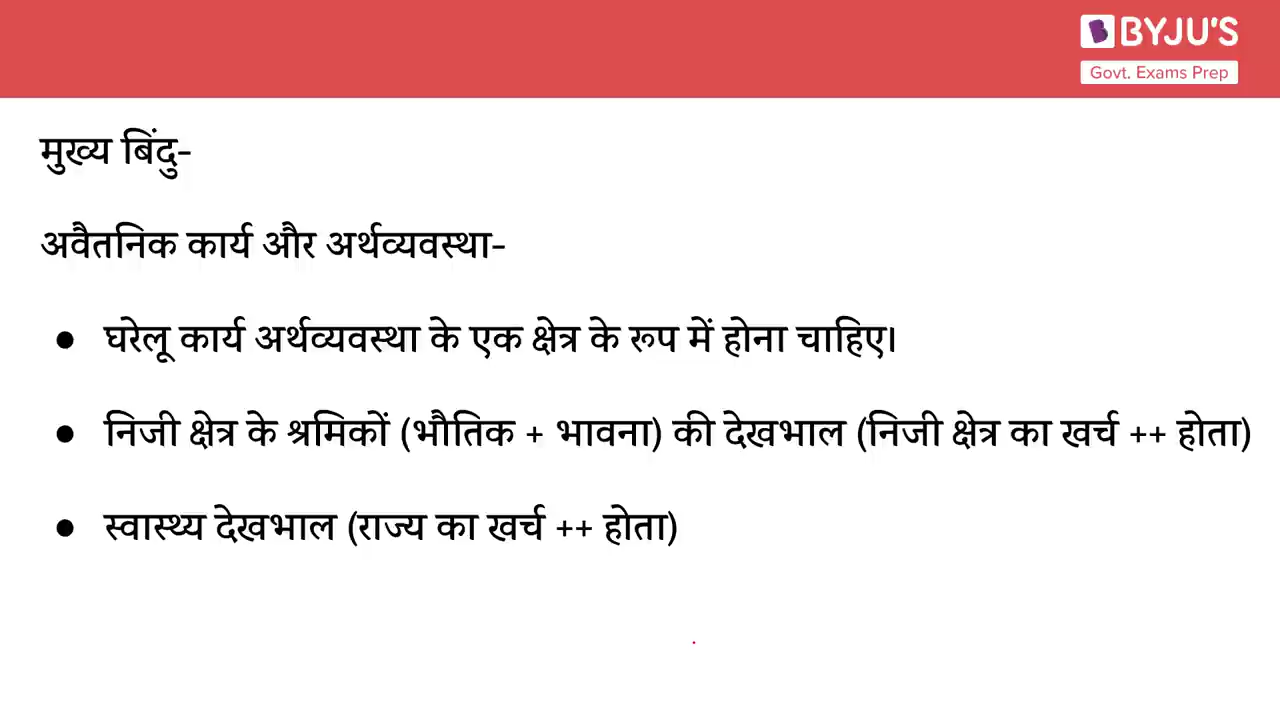 BYJU'S
Govt. Exams Prep
मुख्य बिंदु-
अवैतनिक कार्य और अर्थव्यवस्था-
● घरेलू कार्य अर्थव्यवस्था के एक क्षेत्र के रूप में होना चाहिए।
● निजी क्षेत्र के श्रमिकों (भौतिक + भावना) की देखभाल (निजी क्षेत्र का खर्च ++ होता)
● स्वास्थ्य देखभाल (राज्य का खर्च ++ होता)